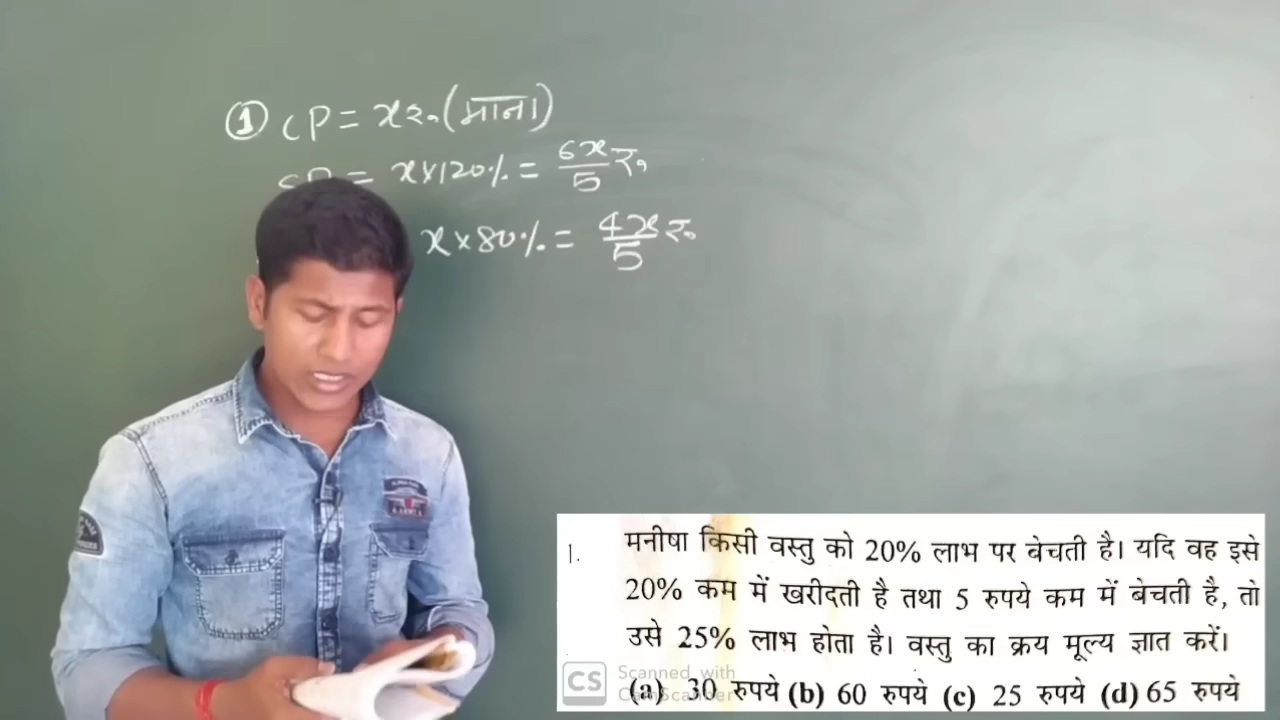 ① CP = x रु. (माना)
= x × 120% = 6x/5 रु.
x × 80% = 4x/5 रु.
1. मनीषा किसी वस्तु को 20% लाभ पर बेचती है। यदि वह इसे
20% कम में खरीदती है तथा 5 रुपये कम में बेचती है, तो
उसे 25% लाभ होता है। वस्तु का क्रय मूल्य ज्ञात करें।
CS Scanned with
CamScanner
(a) 30 रुपये (b) 60 रुपये (c) 25 रुपये (d) 65 रुपये